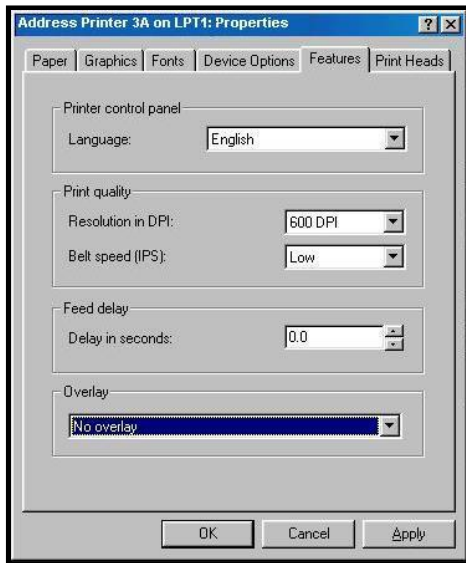 Address Printer 3A on LPT1: Properties
Paper Graphics Fonts Device Options Features Print Heads
Printer control panel
Language: English
Print quality
Resolution in DPI: 600 DPI
Belt speed (IPS): Low
Feed delay
Delay in seconds: 0.0
Overlay
No overlay
OK Cancel Apply